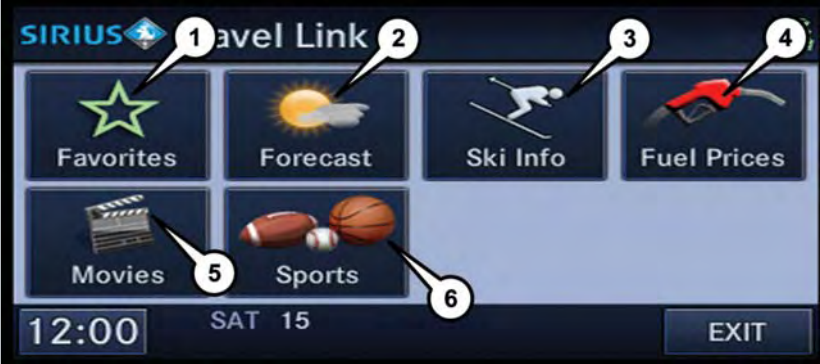 SIRIUS avel Link
1 2 3 4
Favorites Forecast Ski Info Fuel Prices
Movies Sports
5 6
12:00 SAT 15 EXIT